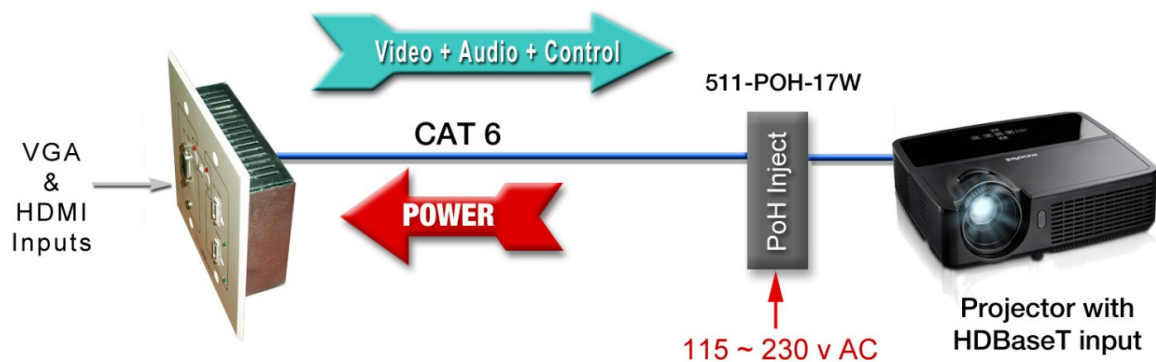 Video + Audio + Control
511-POH-17W
CAT 6
VGA
&
HDMI
Inputs
POWER
PoH Inject
115 ~ 230 v AC
Projector with
HDBaseT input